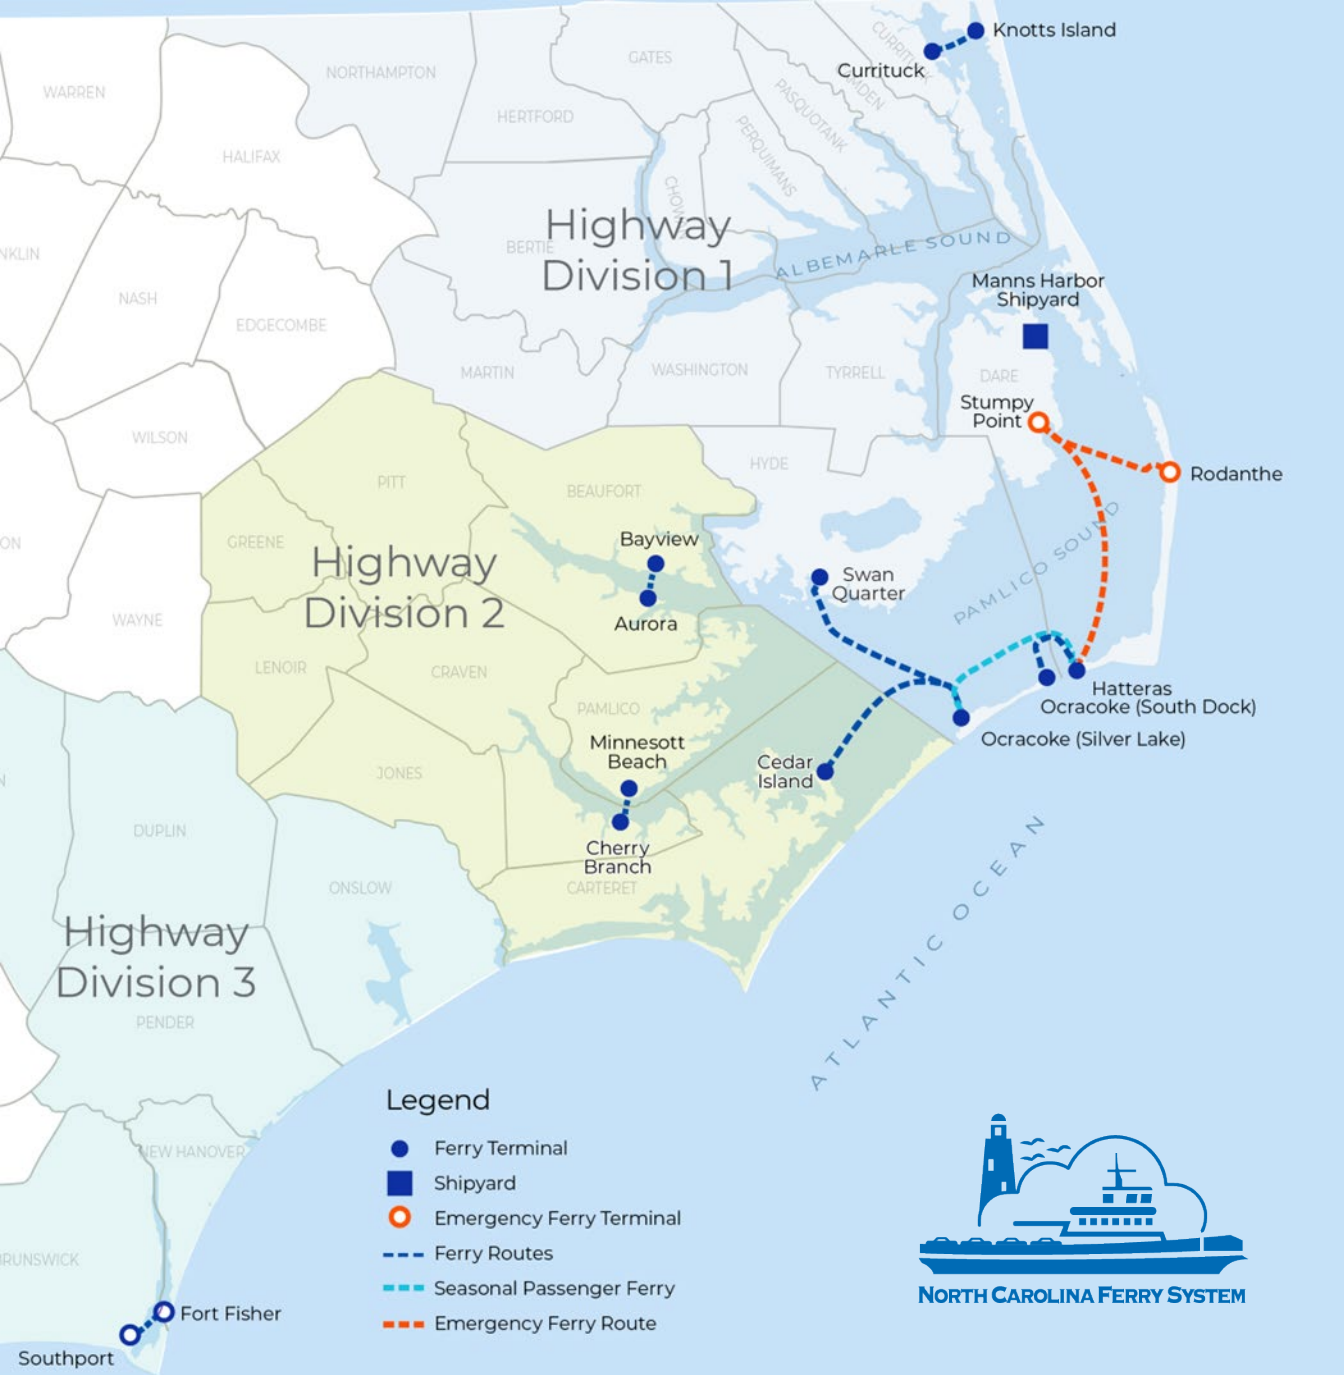 Knotts Island
Currituck
CURRITUCK
CAMDEN
PASQUOTANK
PERQUIMANS
CHOWAN
GATES
NORTHAMPTON
HERTFORD
WARREN
HALIFAX
Highway
Division 1
BERTIE
ALBEMARLE SOUND
NKLIN
NASH
EDGECOMBE
Manns Harbor
Shipyard
MARTIN
WASHINGTON
TYRRELL
DARE
Stumpy
Point
WILSON
HYDE
Rodanthe
PITT
BEAUFORT
ON
GREENE
Bayview
Highway
Division 2
Swan
Quarter
PAMLICO SOUND
WAYNE
Aurora
LENOIR
CRAVEN
Hatteras
Ocracoke (South Dock)
PAMLICO
Ocracoke (Silver Lake)
Minnesott
Beach
Cedar
Island
JONES
N
DUPLIN
Cherry
Branch
CARTERET
ONSLOW
ATLANTIC OCEAN
Highway
Division 3
PENDER
NEW HANOVER
BRUNSWICK
Fort Fisher
Southport
Legend
Ferry Terminal
Shipyard
Emergency Ferry Terminal
Ferry Routes
Seasonal Passenger Ferry
Emergency Ferry Route
NORTH CAROLINA FERRY SYSTEM